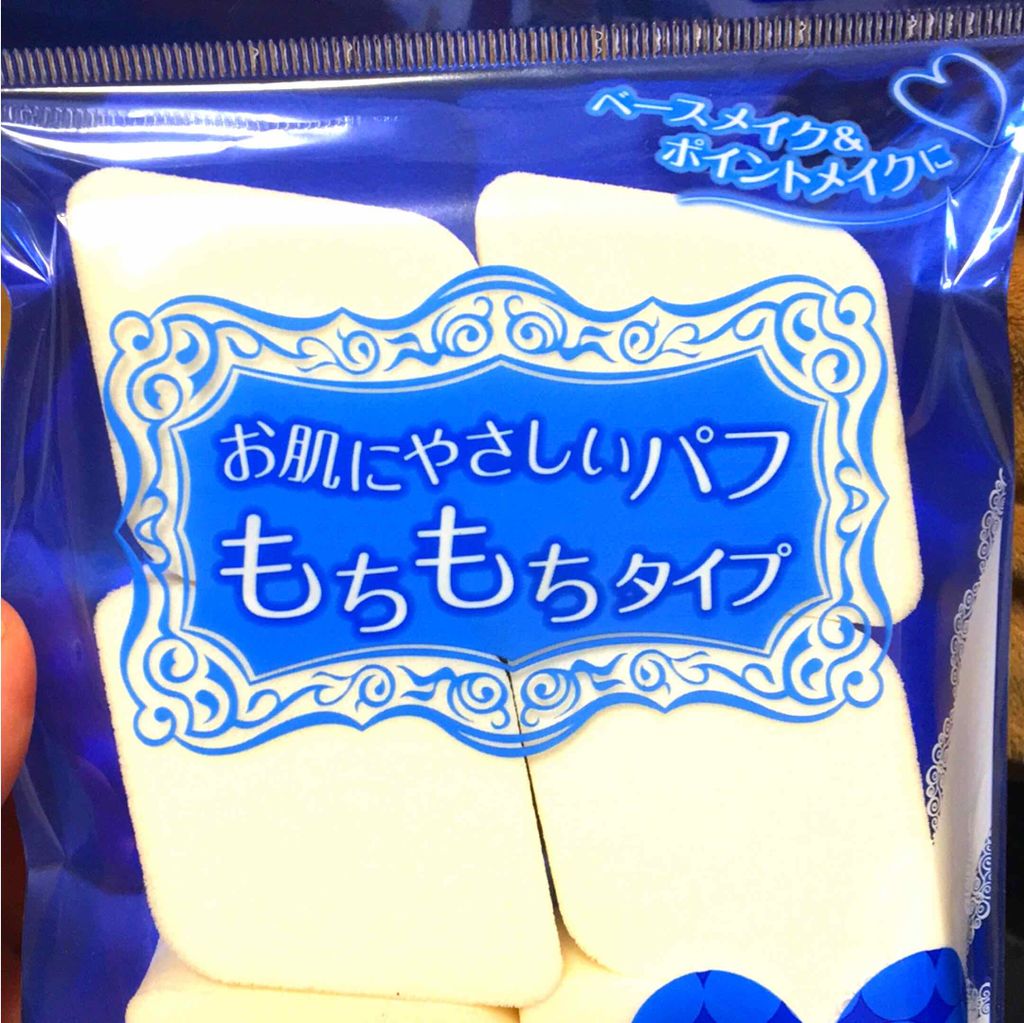 ベースメイク&
ポイントメイクに
お肌にやさしいパフ
もちもちタイプ